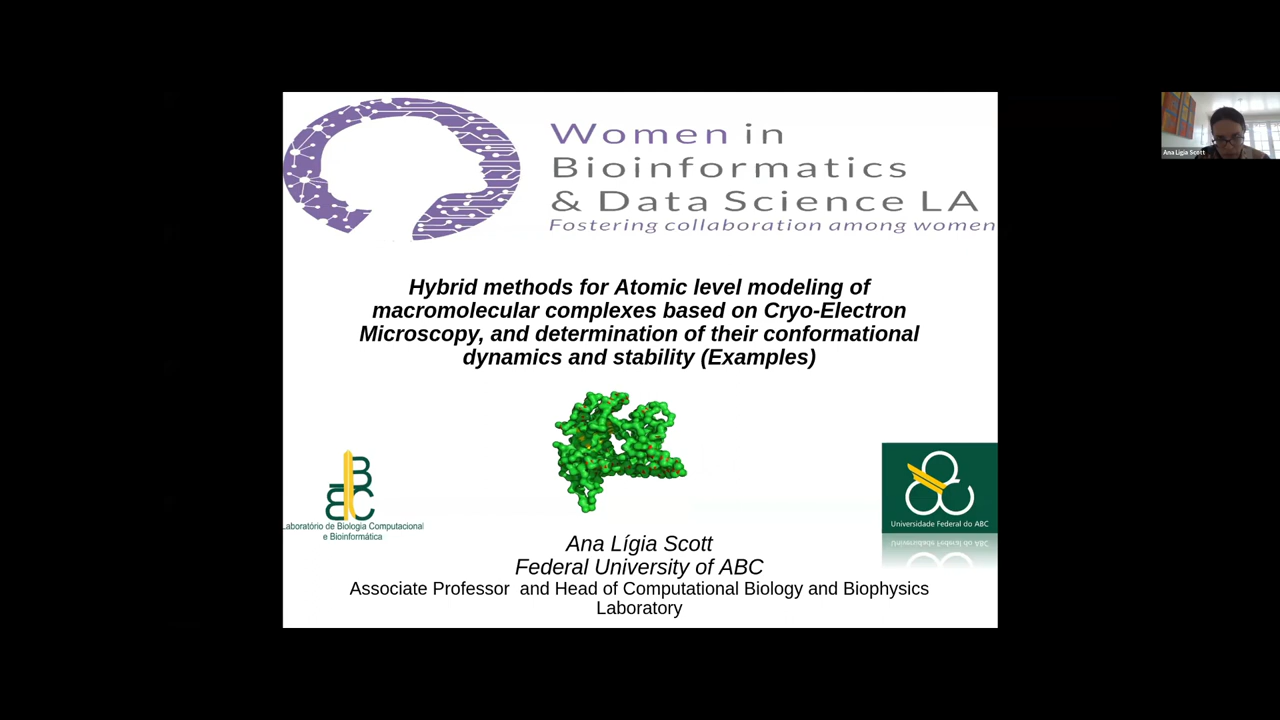 Women in
Bioinformatics
& Data Science LA
Fostering collaboration among women
Ana Ligia Scott
Hybrid methods for Atomic level modeling of
macromolecular complexes based on Cryo-Electron
Microscopy, and determination of their conformational
dynamics and stability (Examples)
Laboratório de Biologia Computacional
e Bioinformática
Universidade Federal do ABC
Ana Lígia Scott
Federal University of ABC
Associate Professor and Head of Computational Biology and Biophysics
Laboratory